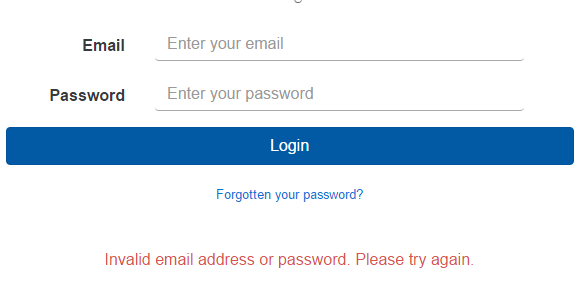 Email
Enter your email
Password
Enter your password
Login
Forgotten your password?
Invalid email address or password. Please try again.